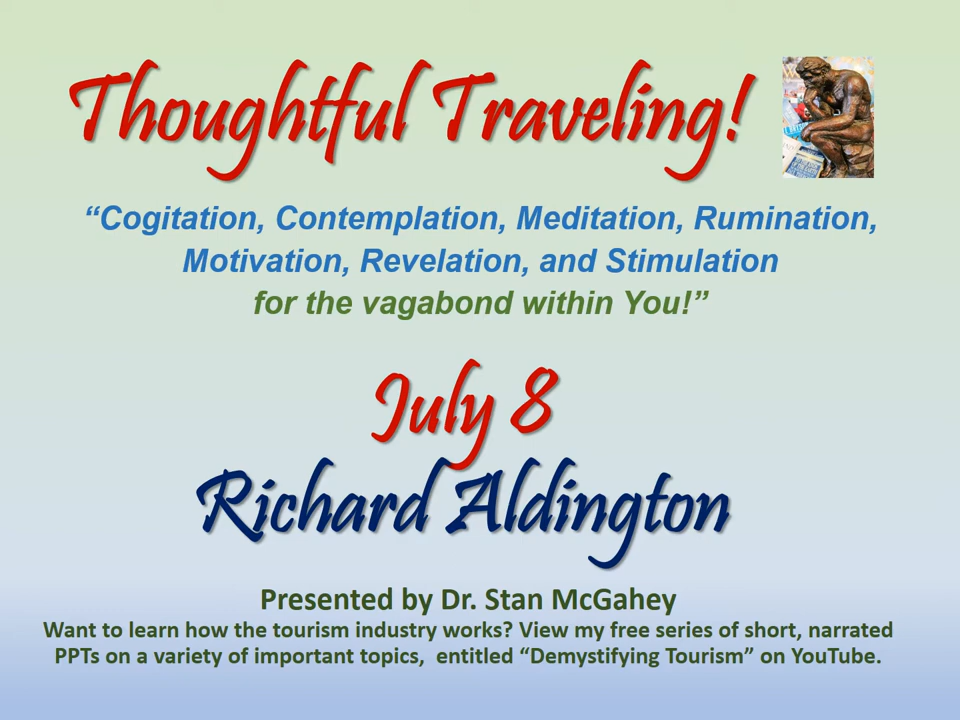 Thoughtful Traveling!
“Cogitation, Contemplation, Meditation, Rumination,
Motivation, Revelation, and Stimulation
for the vagabond within You!”
July 8
Richard Aldington
Presented by Dr. Stan McGahey
Want to learn how the tourism industry works? View my free series of short, narrated
PPTs on a variety of important topics,  entitled “Demystifying Tourism” on YouTube.